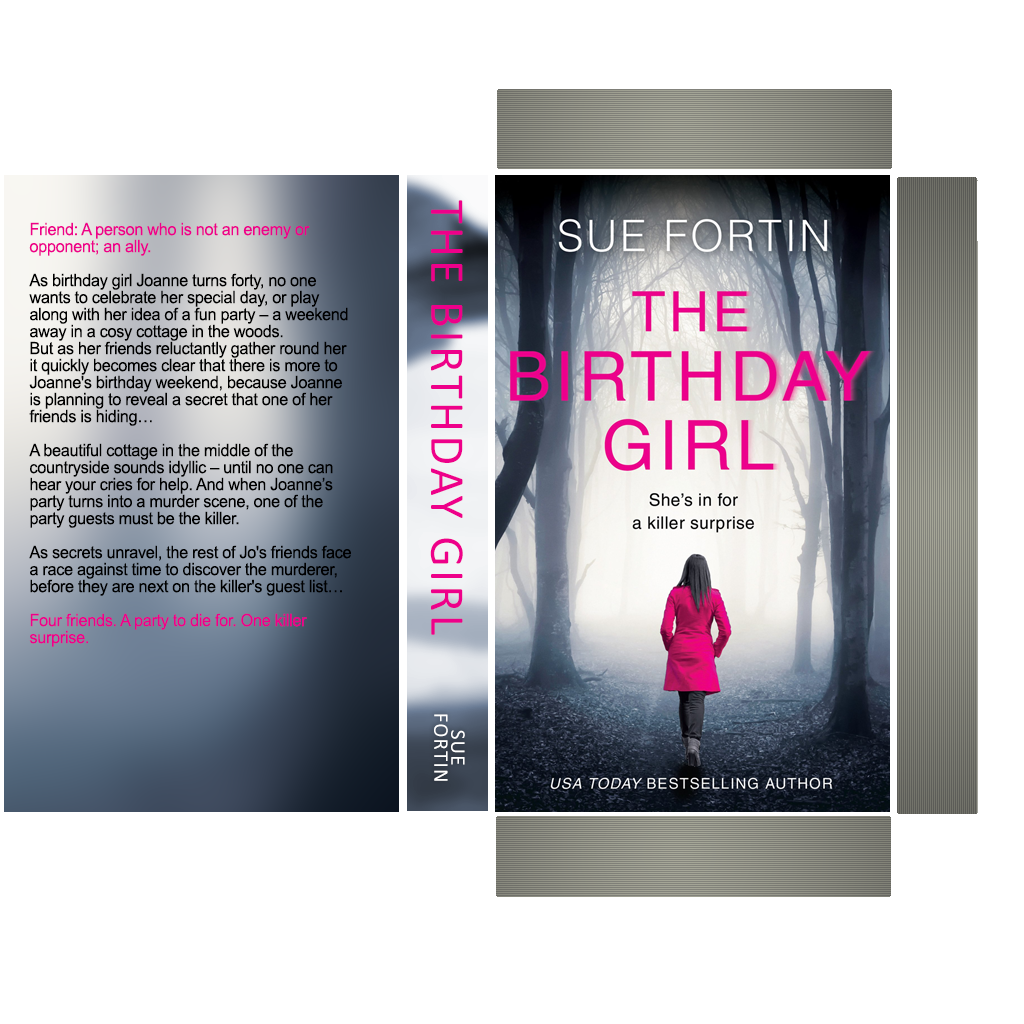 Friend: A person who is not an enemy or
opponent; an ally.
As birthday girl Joanne turns forty, no one
wants to celebrate her special day, or play
along with her idea of a fun party – a weekend
away in a cosy cottage in the woods.
But as her friends reluctantly gather round her
it quickly becomes clear that there is more to
Joanne's birthday weekend, because Joanne
is planning to reveal a secret that one of her
friends is hiding…
A beautiful cottage in the middle of the
countryside sounds idyllic – until no one can
hear your cries for help. And when Joanne’s
party turns into a murder scene, one of the
party guests must be the killer.
As secrets unravel, the rest of Jo's friends face
a race against time to discover the murderer,
before they are next on the killer's guest list…
Four friends. A party to die for. One killer
surprise.
THE BIRTHDAY GIRL
SUE
FORTIN
SUE FORTIN
THE
BIRTHDAY
GIRL
She’s in for
a killer surprise
USA TODAY BESTSELLING AUTHOR